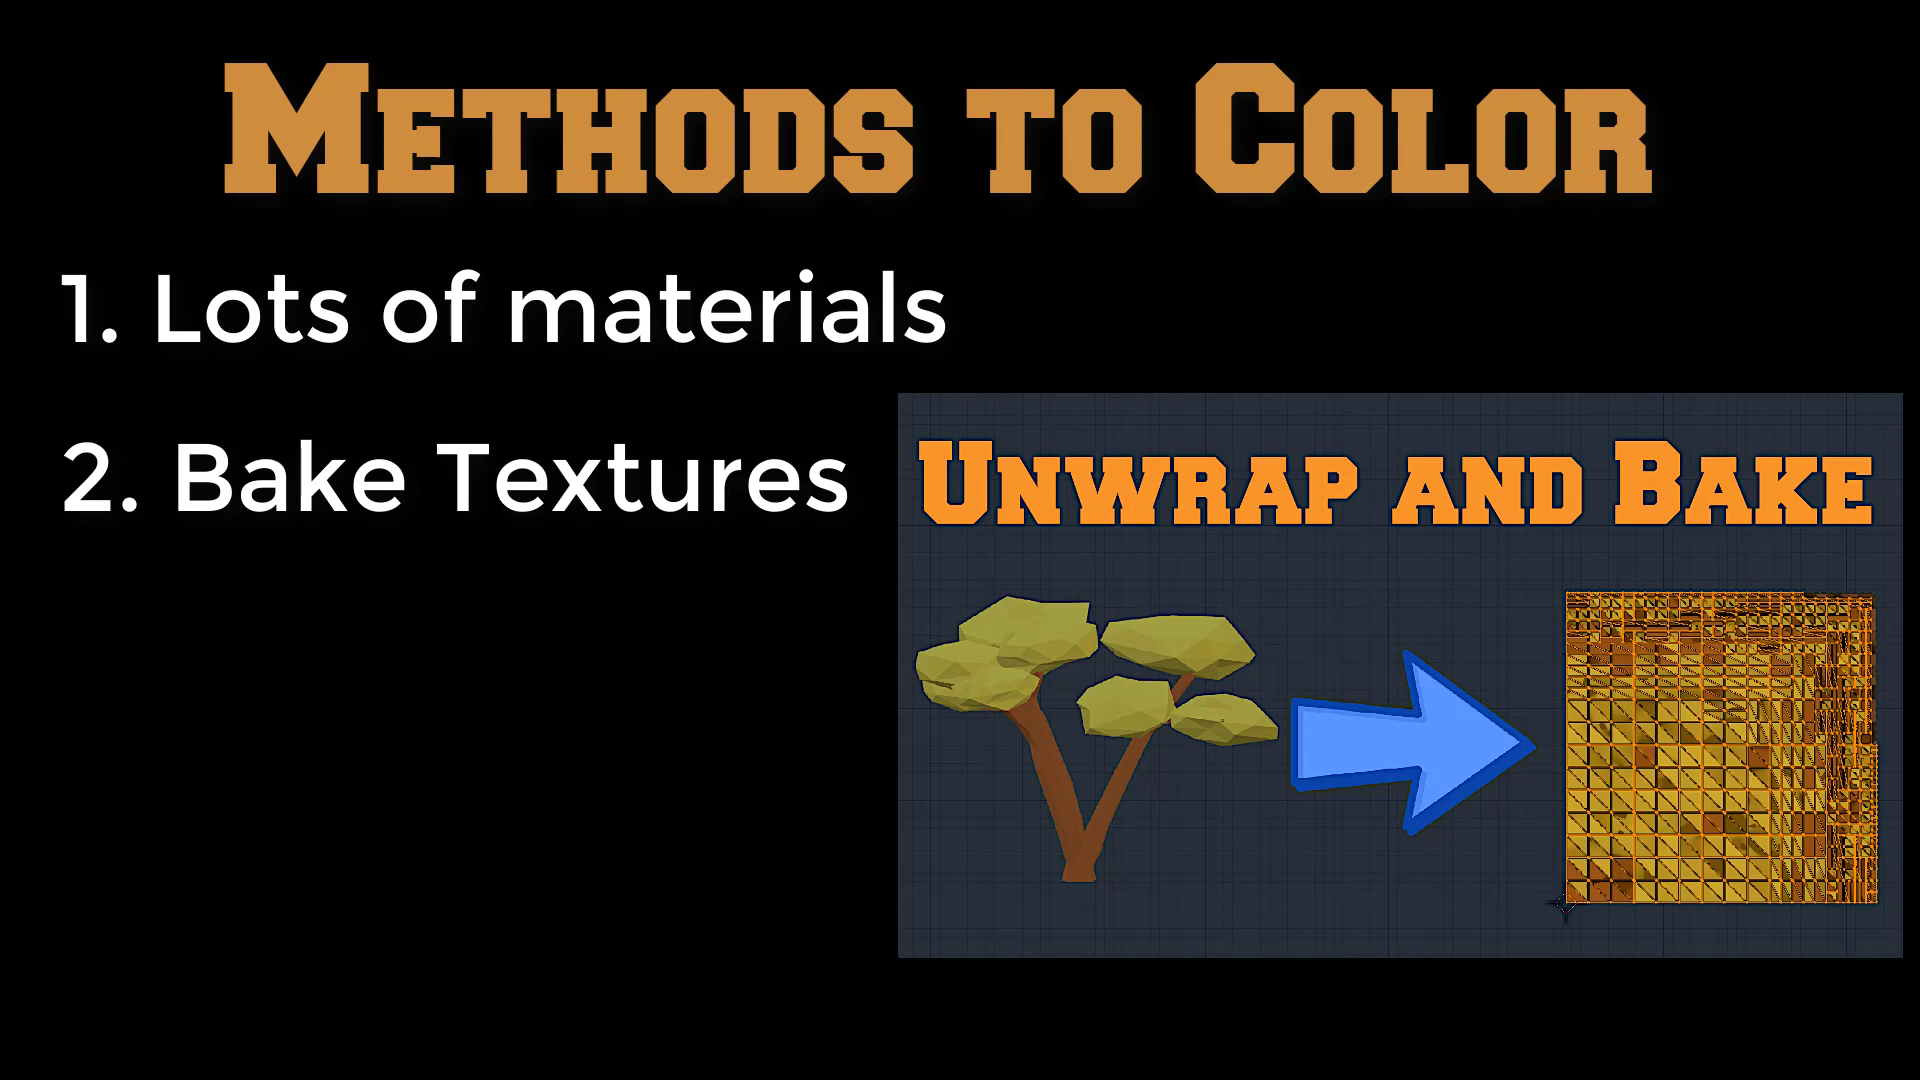 Methods to Color
1. Lots of materials
2. Bake Textures
Unwrap and Bake